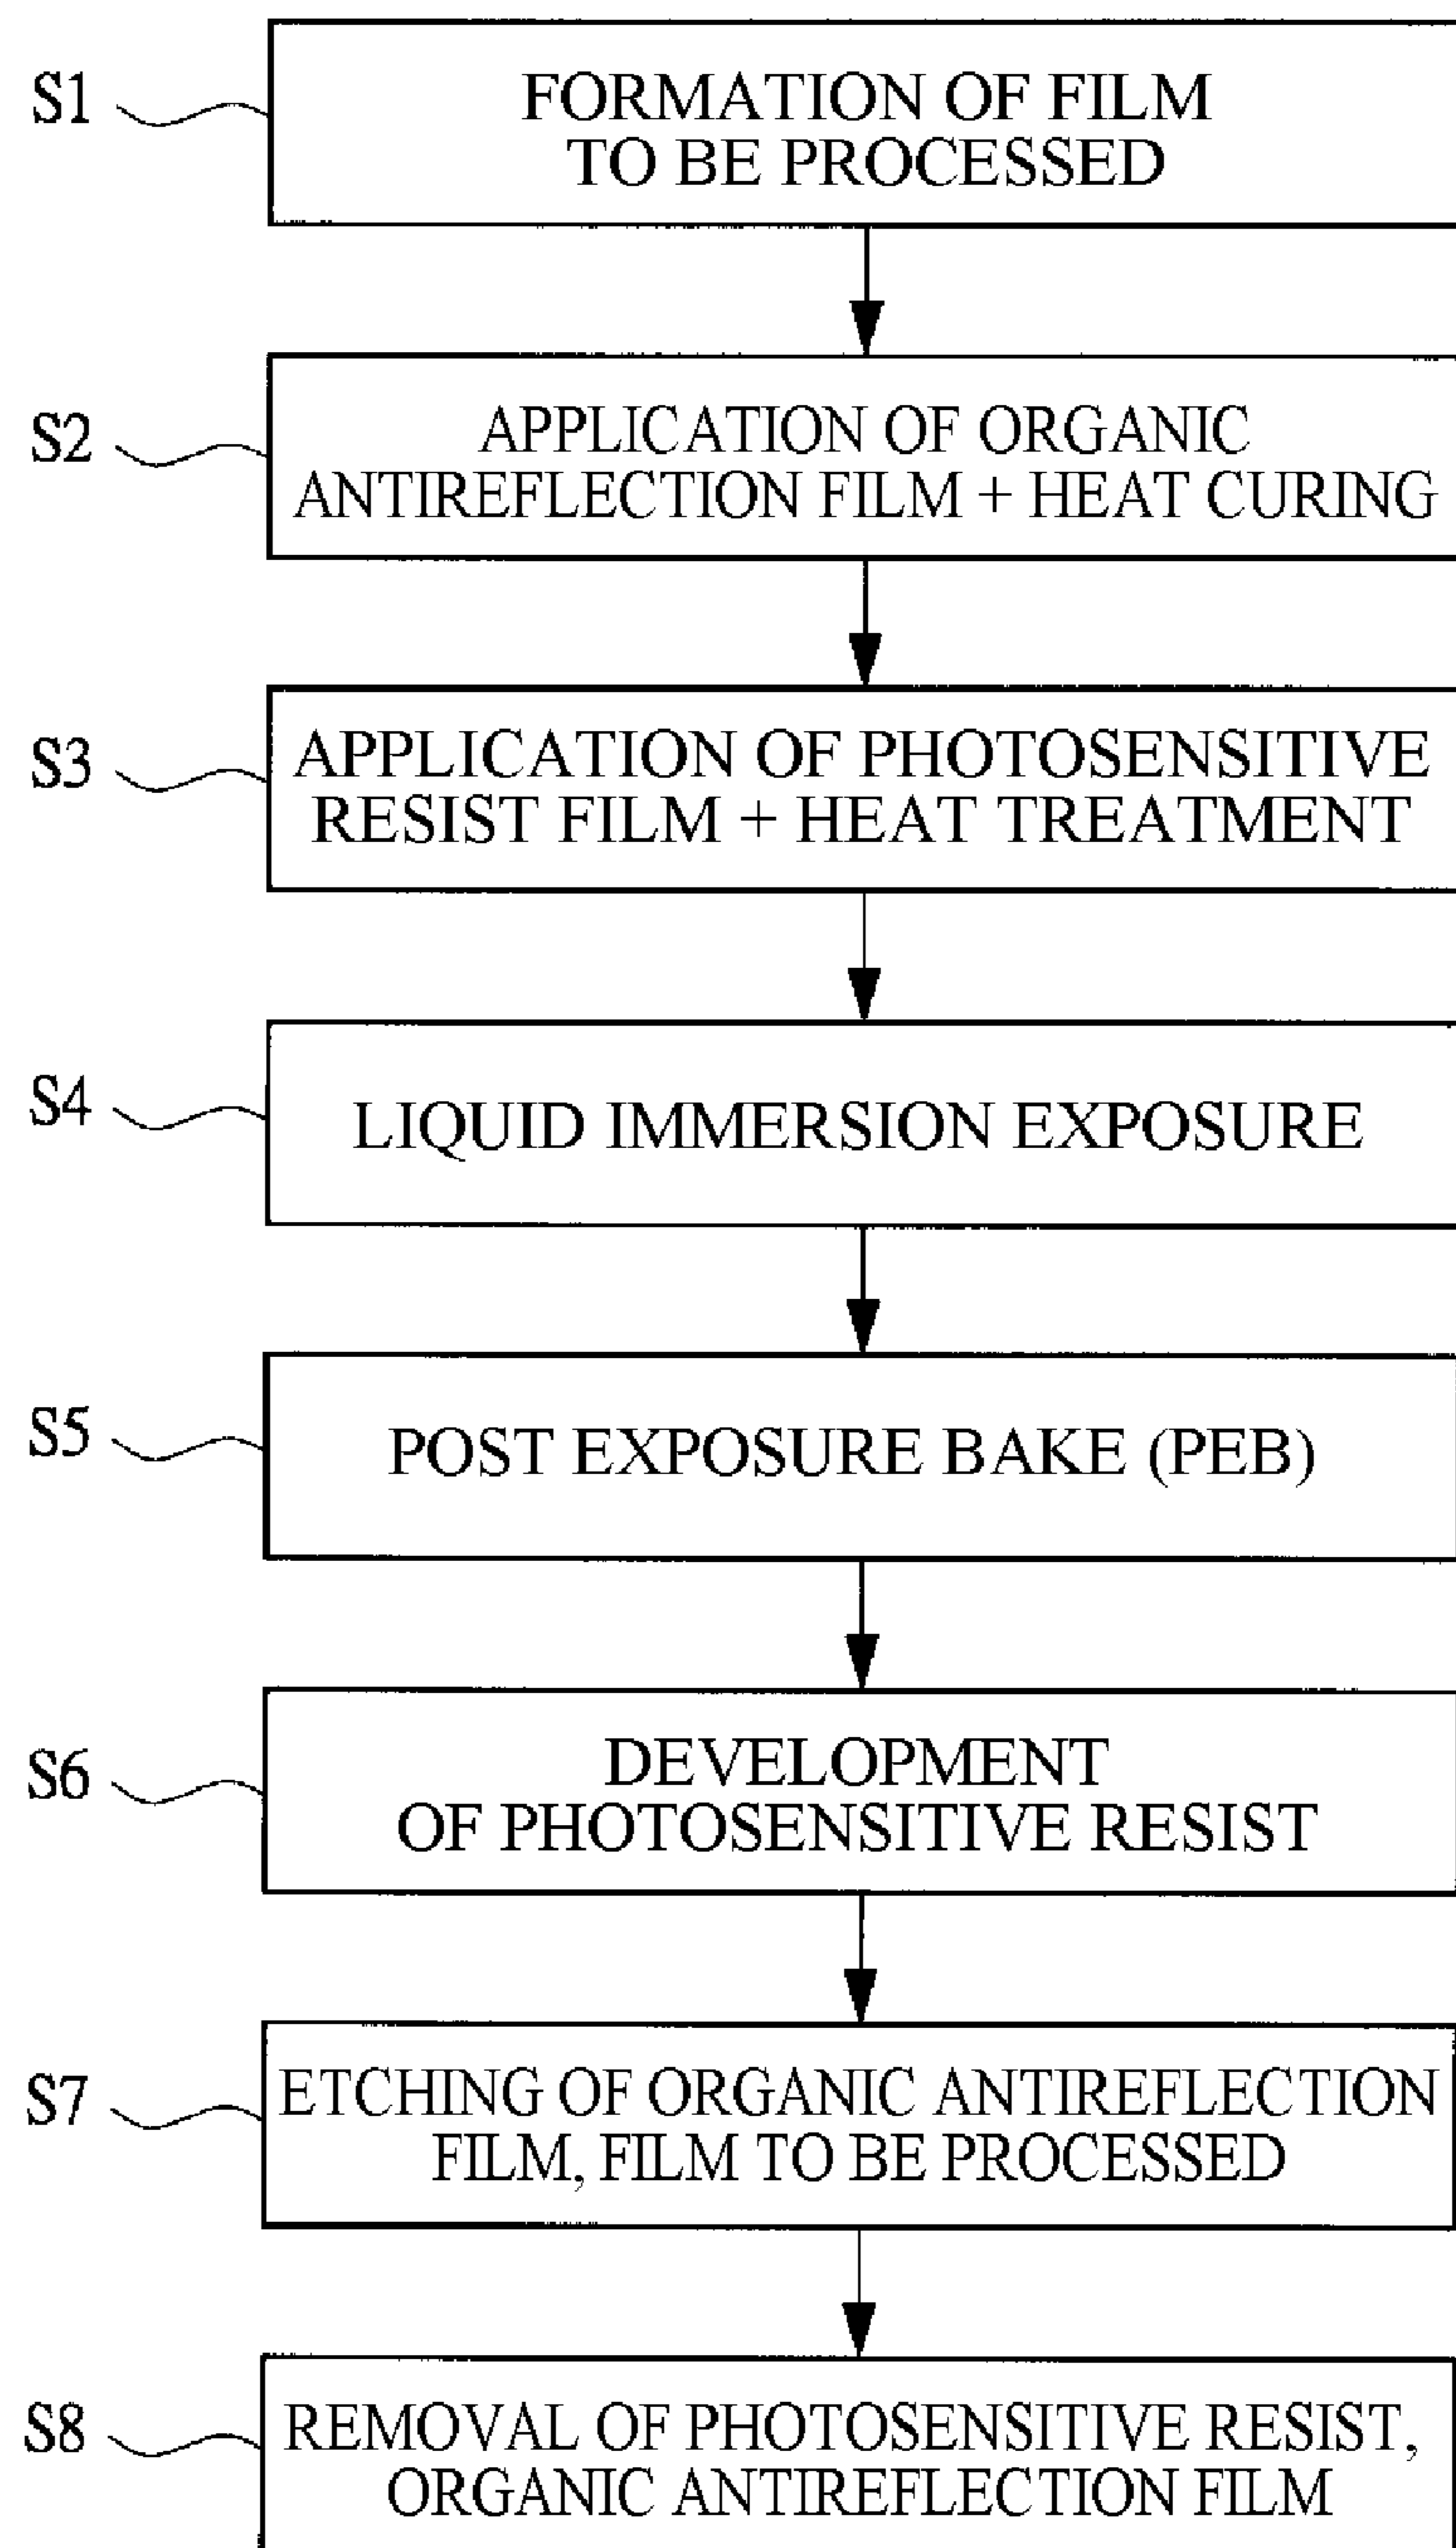 S1
FORMATION OF FILM
TO BE PROCESSED
S2
APPLICATION OF ORGANIC
ANTIREFLECTION FILM + HEAT CURING
S3
APPLICATION OF PHOTOSENSITIVE
RESIST FILM + HEAT TREATMENT
S4
LIQUID IMMERSION EXPOSURE
S5
POST EXPOSURE BAKE (PEB)
S6
DEVELOPMENT
OF PHOTOSENSITIVE RESIST
S7
ETCHING OF ORGANIC ANTIREFLECTION
FILM, FILM TO BE PROCESSED
S8
REMOVAL OF PHOTOSENSITIVE RESIST,
ORGANIC ANTIREFLECTION FILM